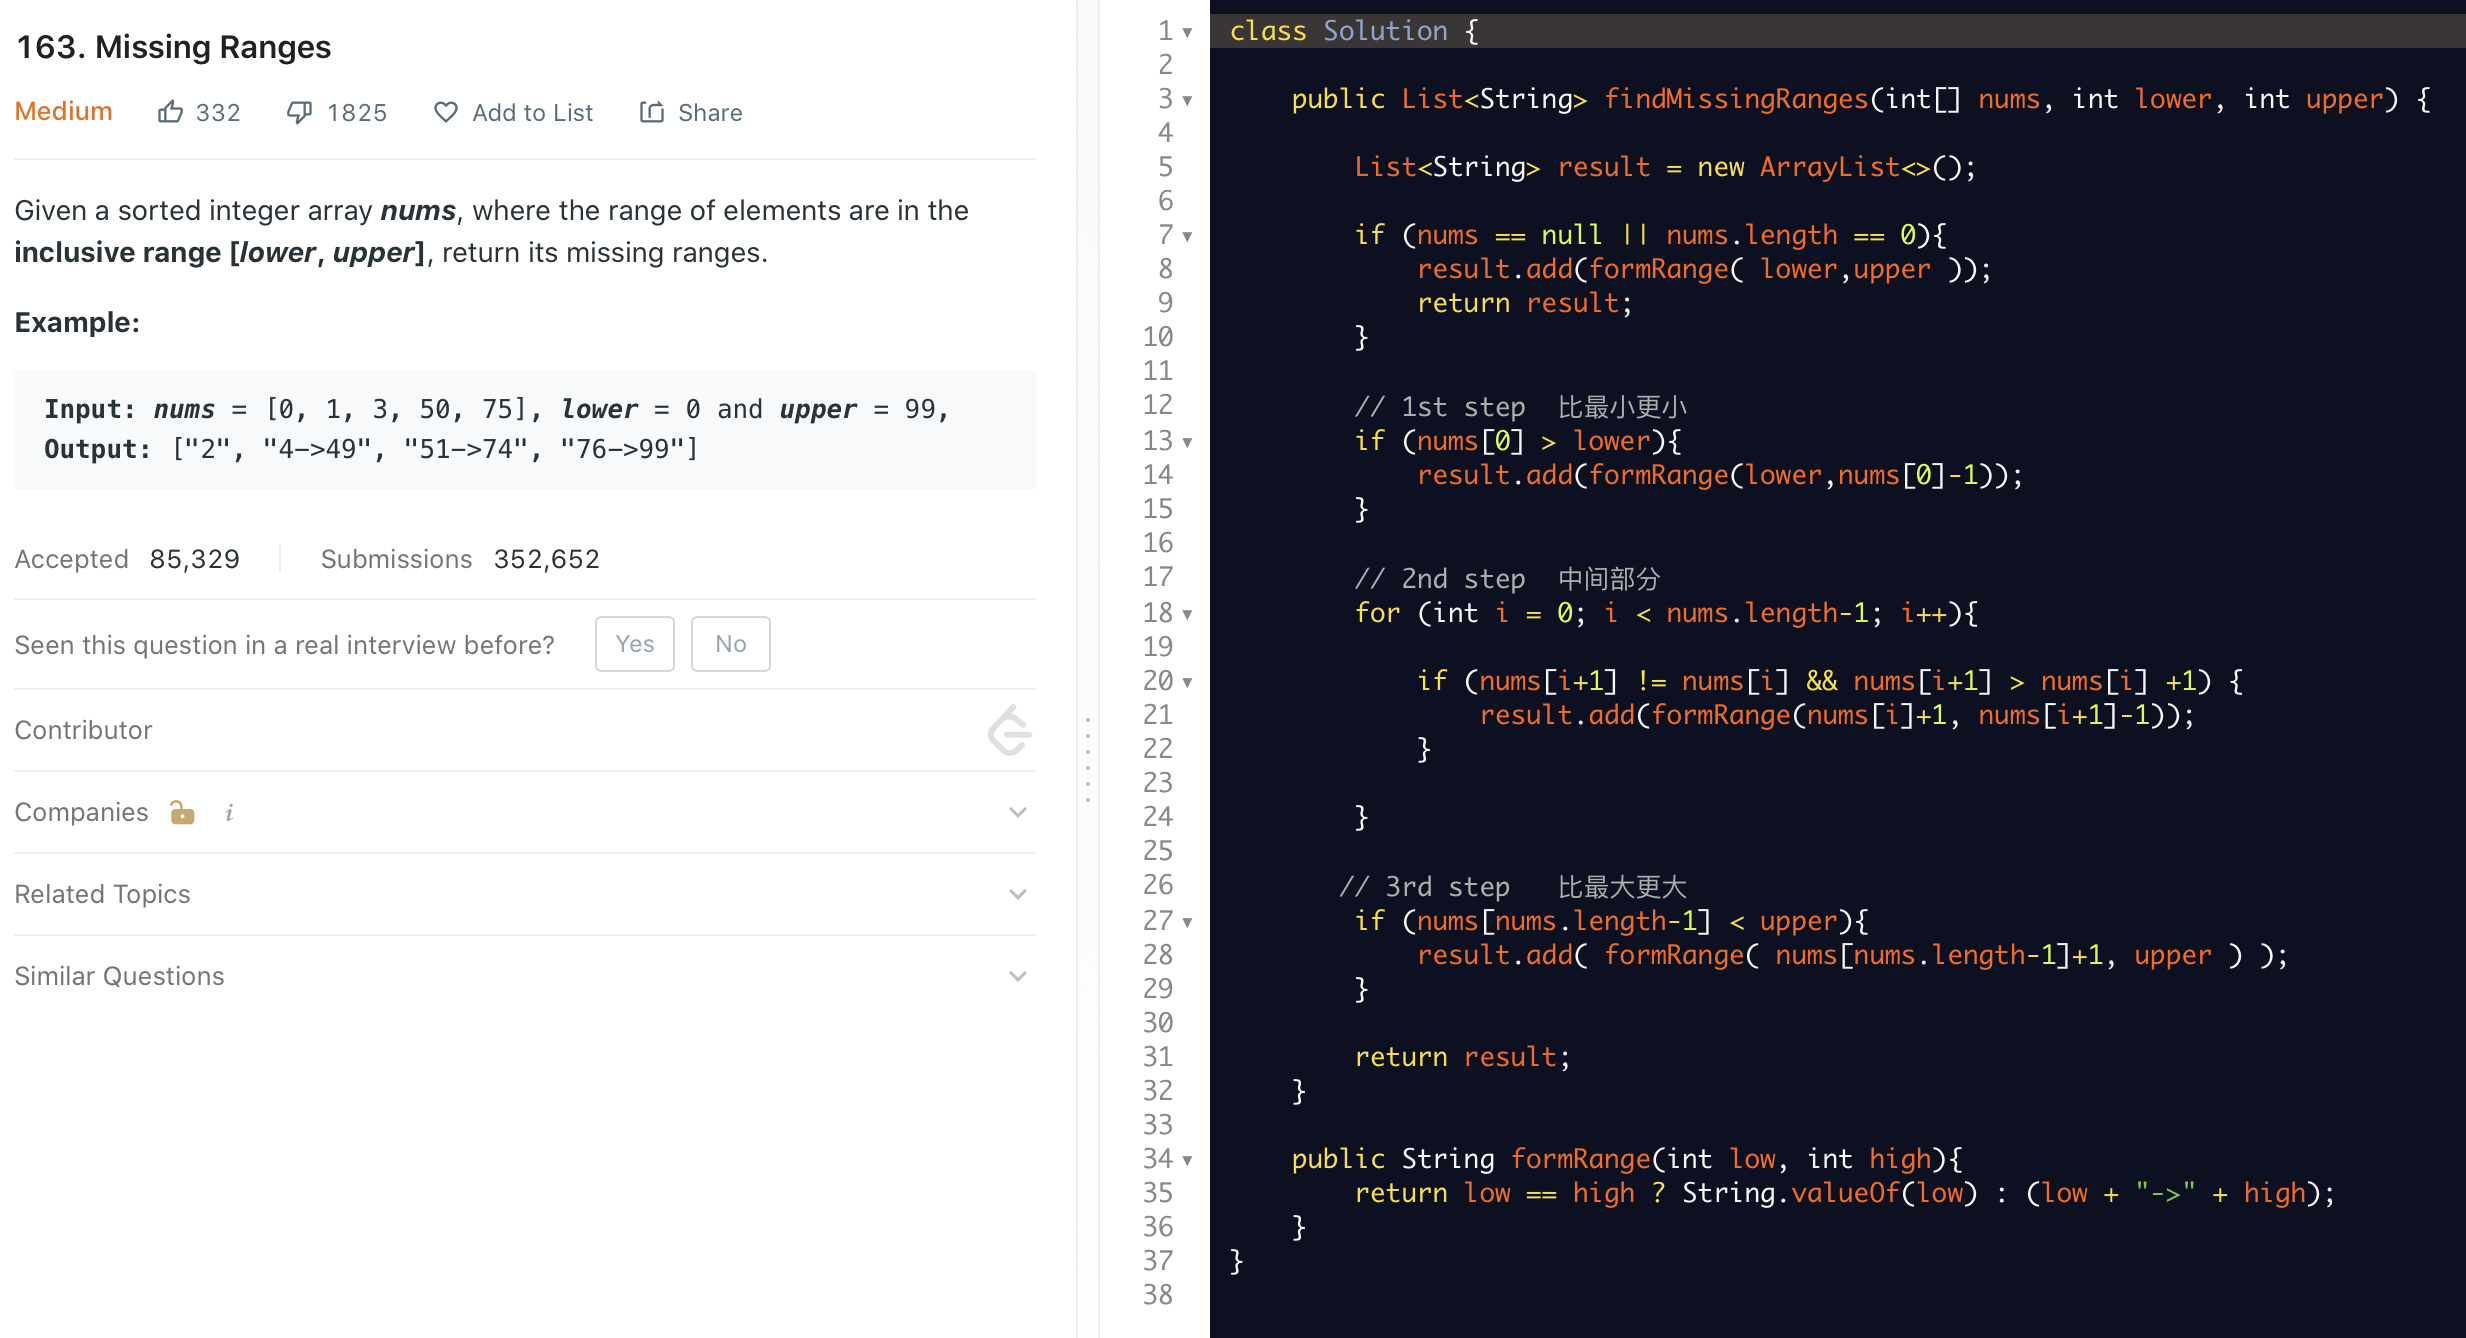 163. Missing Ranges
Medium 332 1825 Add to List Share
Given a sorted integer array nums, where the range of elements are in the
inclusive range [lower, upper], return its missing ranges.
Example:
Input: nums = [0, 1, 3, 50, 75], lower = 0 and upper = 99,
Output: ["2", "4->49", "51->74", "76->99"]
Accepted 85,329 Submissions 352,652
Seen this question in a real interview before? Yes No
Contributor
Companies i
Related Topics
Similar Questions
1 class Solution {
2
3     public List<String> findMissingRanges(int[] nums, int lower, int upper) {
4
5         List<String> result = new ArrayList<>();
6
7         if (nums == null || nums.length == 0){
8             result.add(formRange( lower,upper ));
9             return result;
10         }
11
12         // 1st step  比最小更小
13         if (nums[0] > lower){
14             result.add(formRange(lower,nums[0]-1));
15         }
16
17         // 2nd step  中间部分
18         for (int i = 0; i < nums.length-1; i++){
19
20             if (nums[i+1] != nums[i] && nums[i+1] > nums[i] +1) {
21                 result.add(formRange(nums[i]+1, nums[i+1]-1));
22             }
23
24         }
25
26        // 3rd step   比最大更大
27         if (nums[nums.length-1] < upper){
28             result.add( formRange( nums[nums.length-1]+1, upper ) );
29         }
30
31         return result;
32     }
33
34     public String formRange(int low, int high){
35         return low == high ? String.valueOf(low) : (low + "->" + high);
36     }
37 }
38